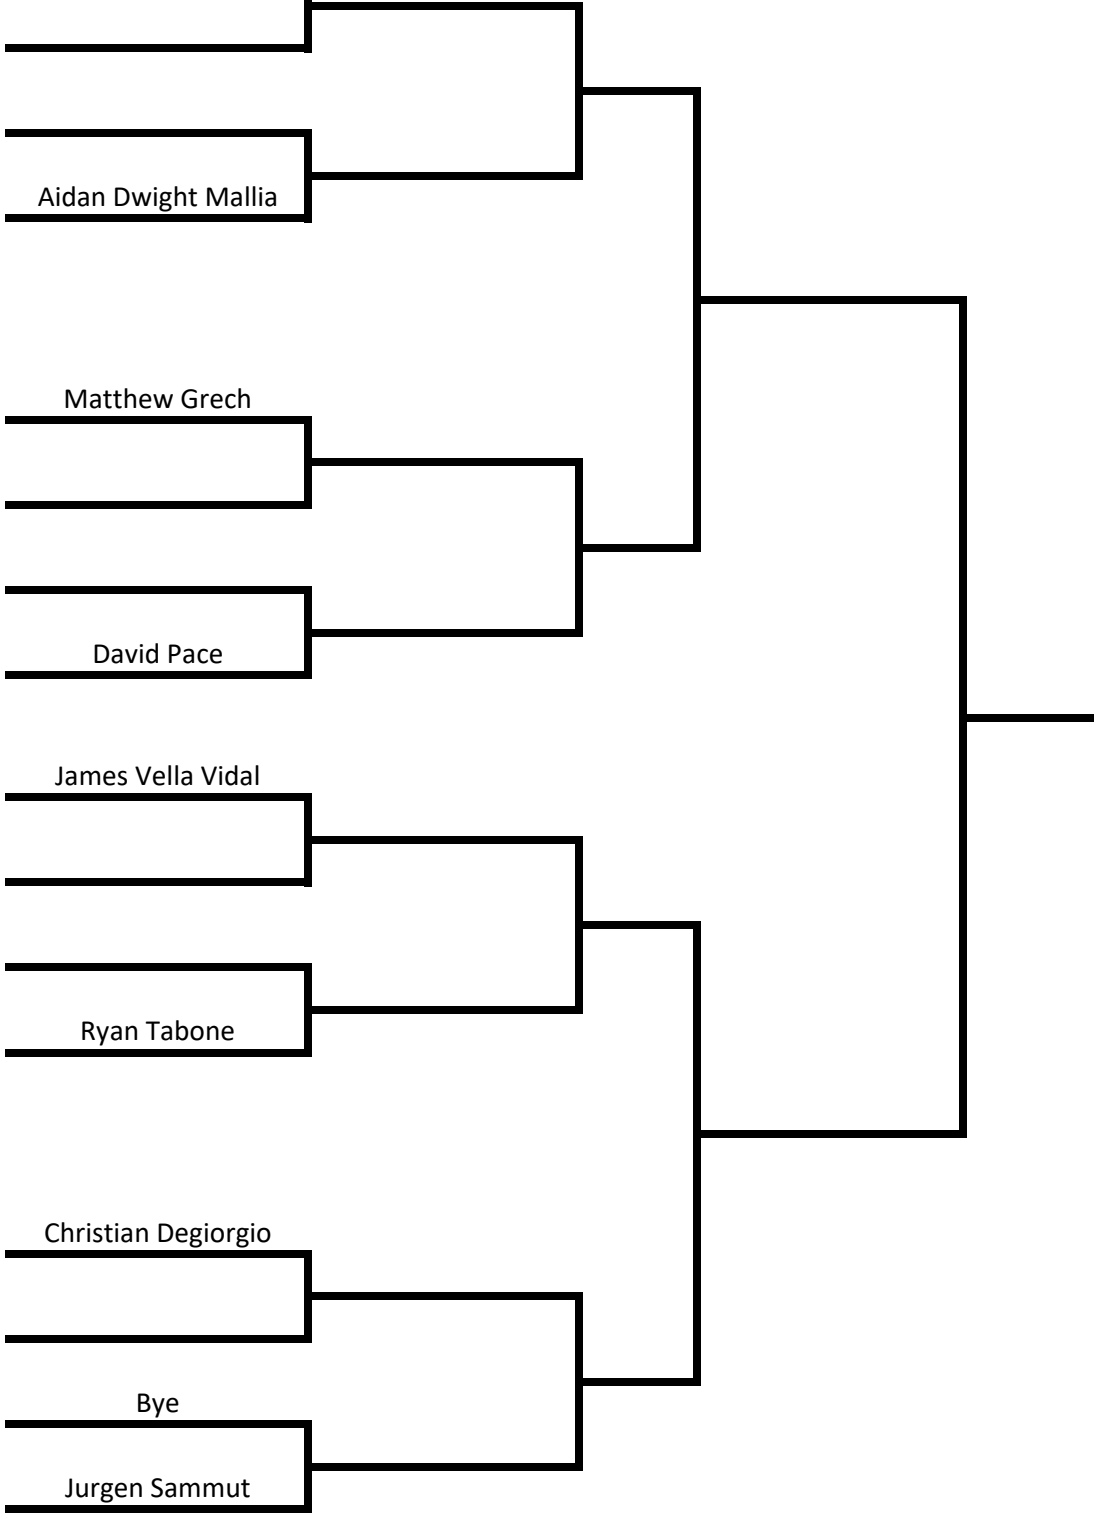 Aidan Dwight Mallia
Matthew Grech
David Pace
James Vella Vidal
Ryan Tabone
Christian Degiorgio
Bye
Jurgen Sammut